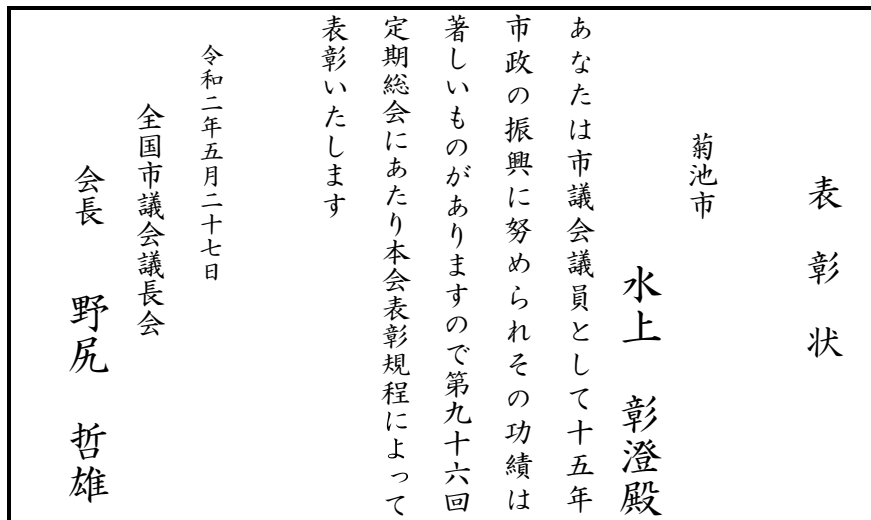 表彰状
菊池市
水上 彰澄殿
あなたは市議会議員として十五年
市政の振興に努められその功績は
著しいものがありますので第九十六回
定期総会にあたり本会表彰規程によって
表彰いたします
令和二年五月二十七日
全国市議会議長会
会長 野尻 哲雄